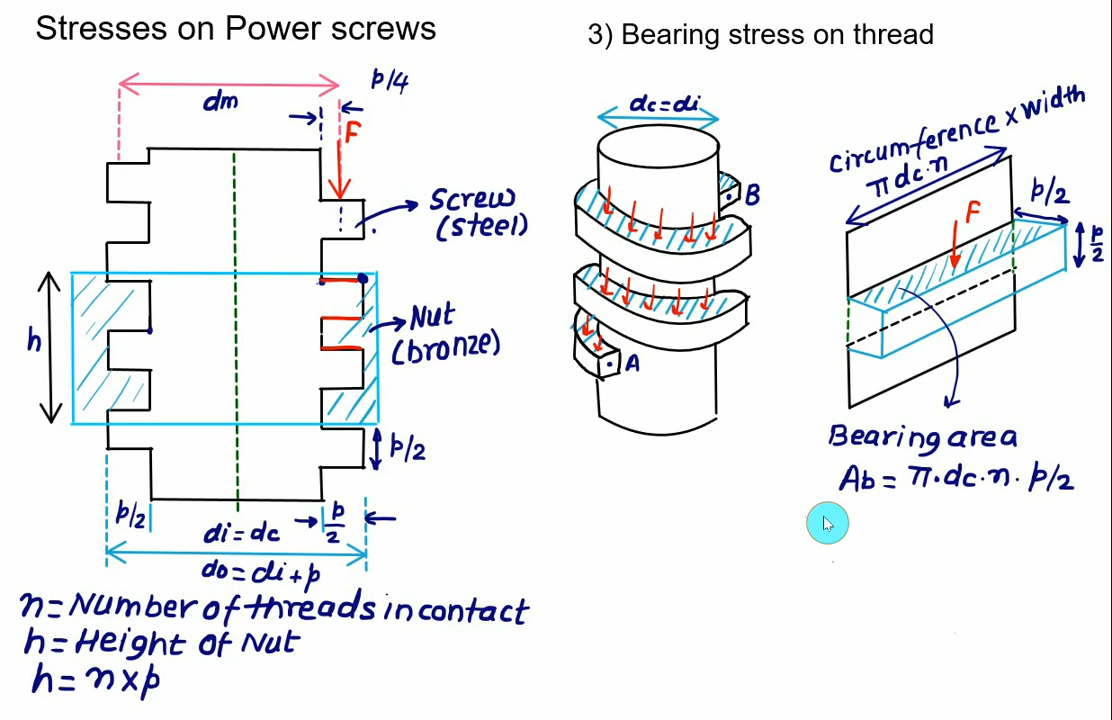 Stresses on Power screws
3) Bearing stress on thread
p/4
dm
F
Screw
(steel)
h
Nut
(bronze)
p/2
p/2
di=dc
p
2
do=di+p
n=Number of threads in contact
h=Height of Nut
h=n×p
dc=di
B
A
Circumference × width
πdc.n
p/2
F
p
2
Bearing area
Ab = π.dc.n. p/2